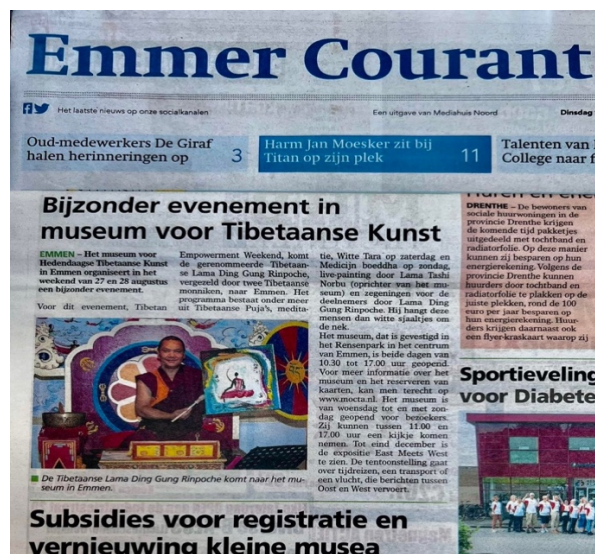 Emmer Courant
Het laatste nieuws op onze socialkanalen
Een uitgave van Mediahuis Noord
Dinsdag
Oud-medewerkers De Giraf
halen herinneringen op 3
Harm Jan Moesker zit bij
Titan op zijn plek 11
Talenten van
College naar f
Bijzonder evenement in
museum voor Tibetaanse Kunst
EMMEN – Het museum voor
Hedendaagse Tibetaanse Kunst
in Emmen organiseert in het
weekend van 27 en 28 augustus
een bijzonder evenement.
Voor dit evenement, Tibetan
Empowerment Weekend, komt
de gerenommeerde Tibetaan-
se Lama Ding Gung Rinpoche,
vergezeld door twee Tibetaanse
monniken, naar Emmen. Het
programma bestaat onder meer
uit Tibetaanse Puja's, medita-
tie, Witte Tara op zaterdag en
Medicijn boeddha op zondag,
live-painting door Lama Tashi
Norbu (oprichter van het mu-
seum) en zegeningen voor de
deelnemers door Lama Ding
Gung Rinpoche. Hij hangt deze
mensen dan witte sjaaltjes om
de nek.
Het museum, dat is gevestigd in
het Rensenpark in het centrum
van Emmen, is beide dagen van
10.30 tot 17.00 uur geopend.
Voor meer informatie over het
museum en het reserveren van
kaarten, kan men terecht op
www.mocta.nl. Het museum is
van woensdag tot en met zon-
dag geopend voor bezoekers.
Zij kunnen tussen 11.00 en
17.00 uur een kijkje komen
nemen. Tot eind december is
de expositie East Meets West
te zien. De tentoonstelling gaat
over tijdreizen, een transport of
een vlucht, die berichten tussen
Oost en West vervoert.
De Tibetaanse Lama Ding Gung Rinpoche komt naar het mu-
seum in Emmen.
Subsidies voor registratie en
vernieuwing kleine musea
DRENTHE – De bewoners van
sociale huurwoningen in de
provincie Drenthe krijgen
de komende tijd pakketjes
uitgedeeld met tochtband en
radiatorfolie. Op deze manier
kunnen zij besparen op hun
energierekening. Volgens de
provincie Drenthe kunnen
huurders door tochtband en
radiatorfolie te plakken op de
juiste plekken, rond de 100
euro per jaar besparen op
hun energierekening. Huur-
ders krijgen daarnaast ook
een flyer-kraskaart waarop zij
Sportieveling
voor Diabete